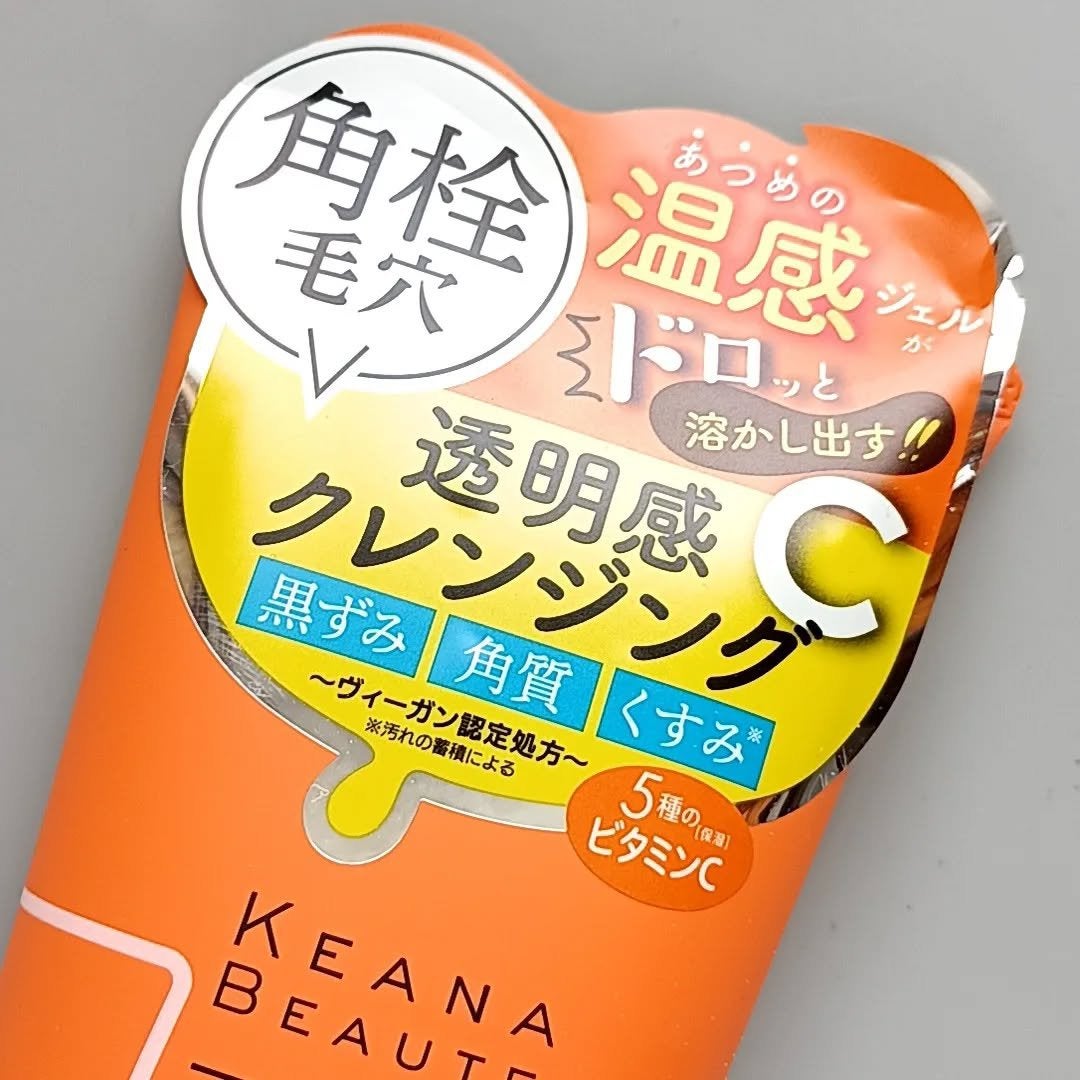 角栓
毛穴
あつめの
温感
ジェルが
ドロッと
溶かし出す!!
透明感C
クレンジング
黒ずみ
角質
くすみ※
～ヴィーガン認定処方～
※汚れの蓄積による
5種の[保湿]
ビタミンC
KEANA
BEAUTE